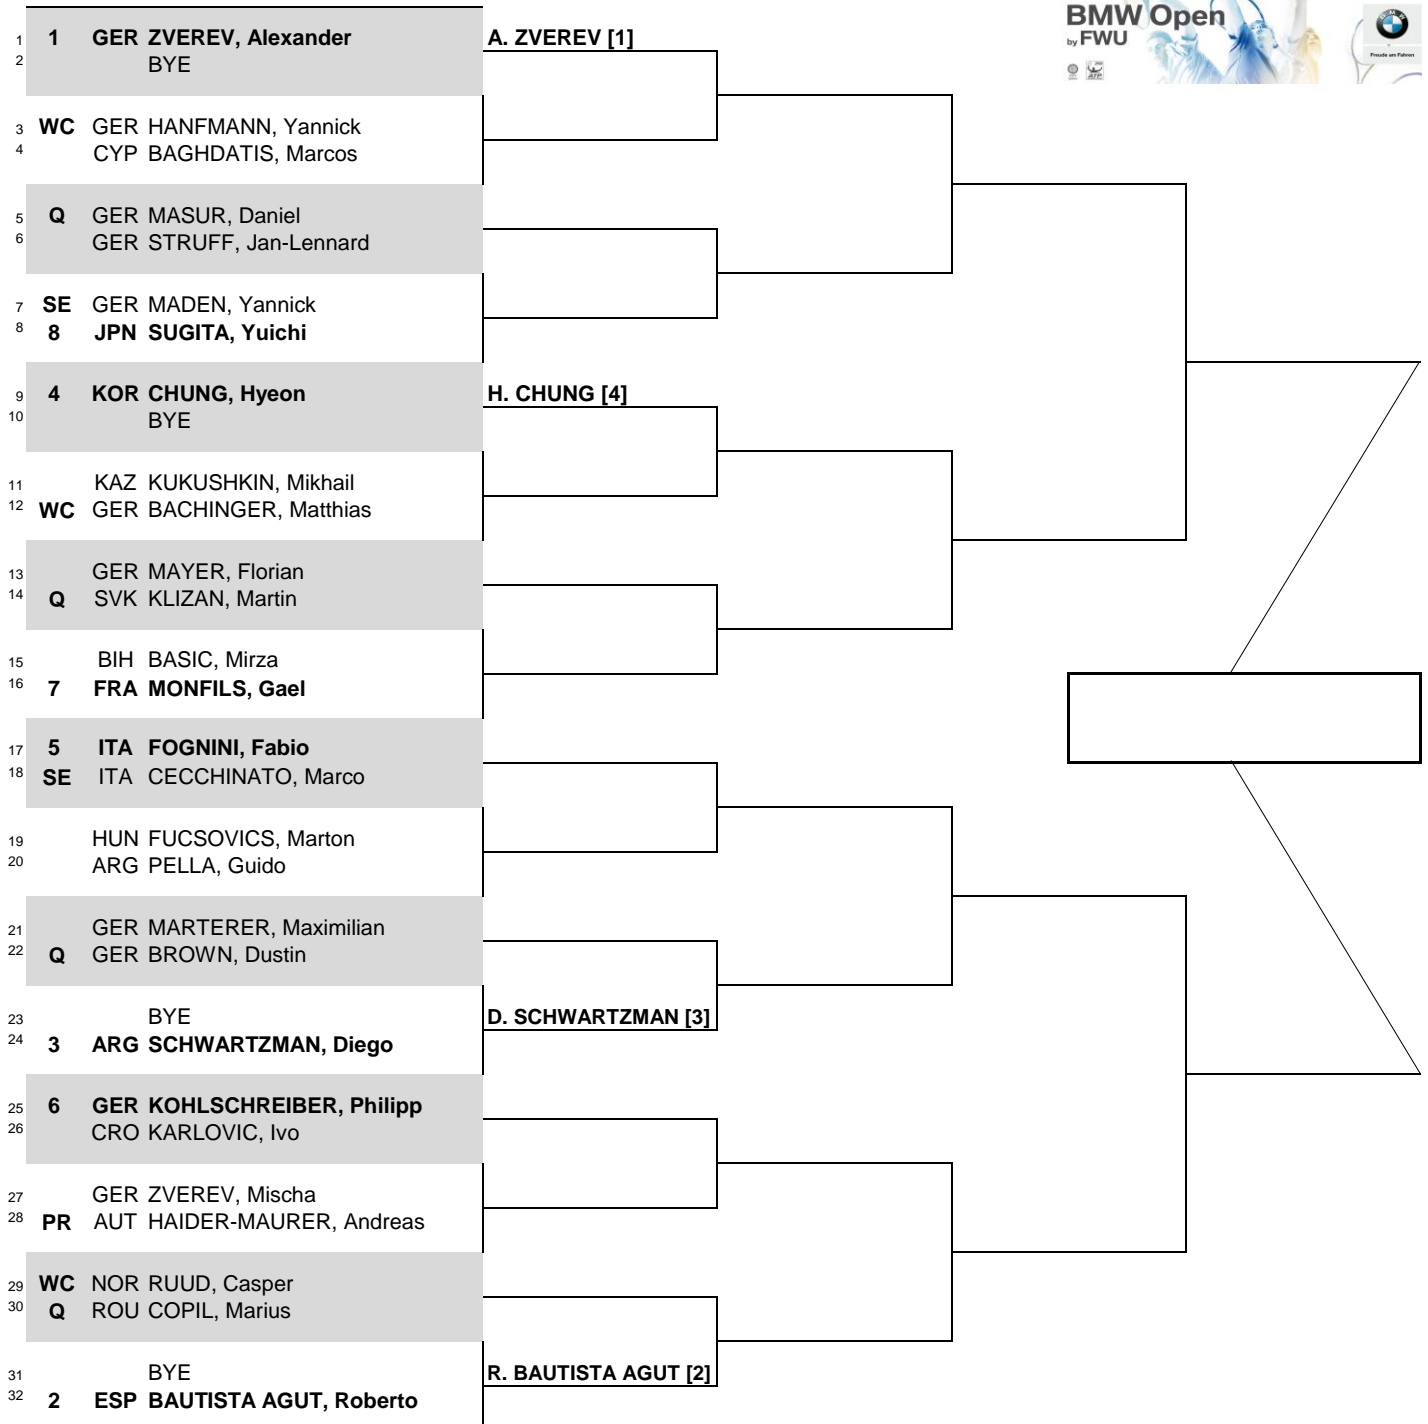 BMW Open
by FWU
ATP
BMW
Freude am Fahren
1 1 GER ZVEREV, Alexander A. ZVEREV [1]
2 BYE
3 WC GER HANFMANN, Yannick
4 CYP BAGHDATIS, Marcos
5 Q GER MASUR, Daniel
6 GER STRUFF, Jan-Lennard
7 SE GER MADEN, Yannick
8 8 JPN SUGITA, Yuichi
9 4 KOR CHUNG, Hyeon H. CHUNG [4]
10 BYE
11 KAZ KUKUSHKIN, Mikhail
12 WC GER BACHINGER, Matthias
13 GER MAYER, Florian
14 Q SVK KLIZAN, Martin
15 BIH BASIC, Mirza
16 7 FRA MONFILS, Gael
17 5 ITA FOGNINI, Fabio
18 SE ITA CECCHINATO, Marco
19 HUN FUCSOVICS, Marton
20 ARG PELLA, Guido
21 GER MARTERER, Maximilian
22 Q GER BROWN, Dustin
23 BYE D. SCHWARTZMAN [3]
24 3 ARG SCHWARTZMAN, Diego
25 6 GER KOHLSCHREIBER, Philipp
26 CRO KARLOVIC, Ivo
27 GER ZVEREV, Mischa
28 PR AUT HAIDER-MAURER, Andreas
29 WC NOR RUUD, Casper
30 Q ROU COPIL, Marius
31 BYE R. BAUTISTA AGUT [2]
32 2 ESP BAUTISTA AGUT, Roberto